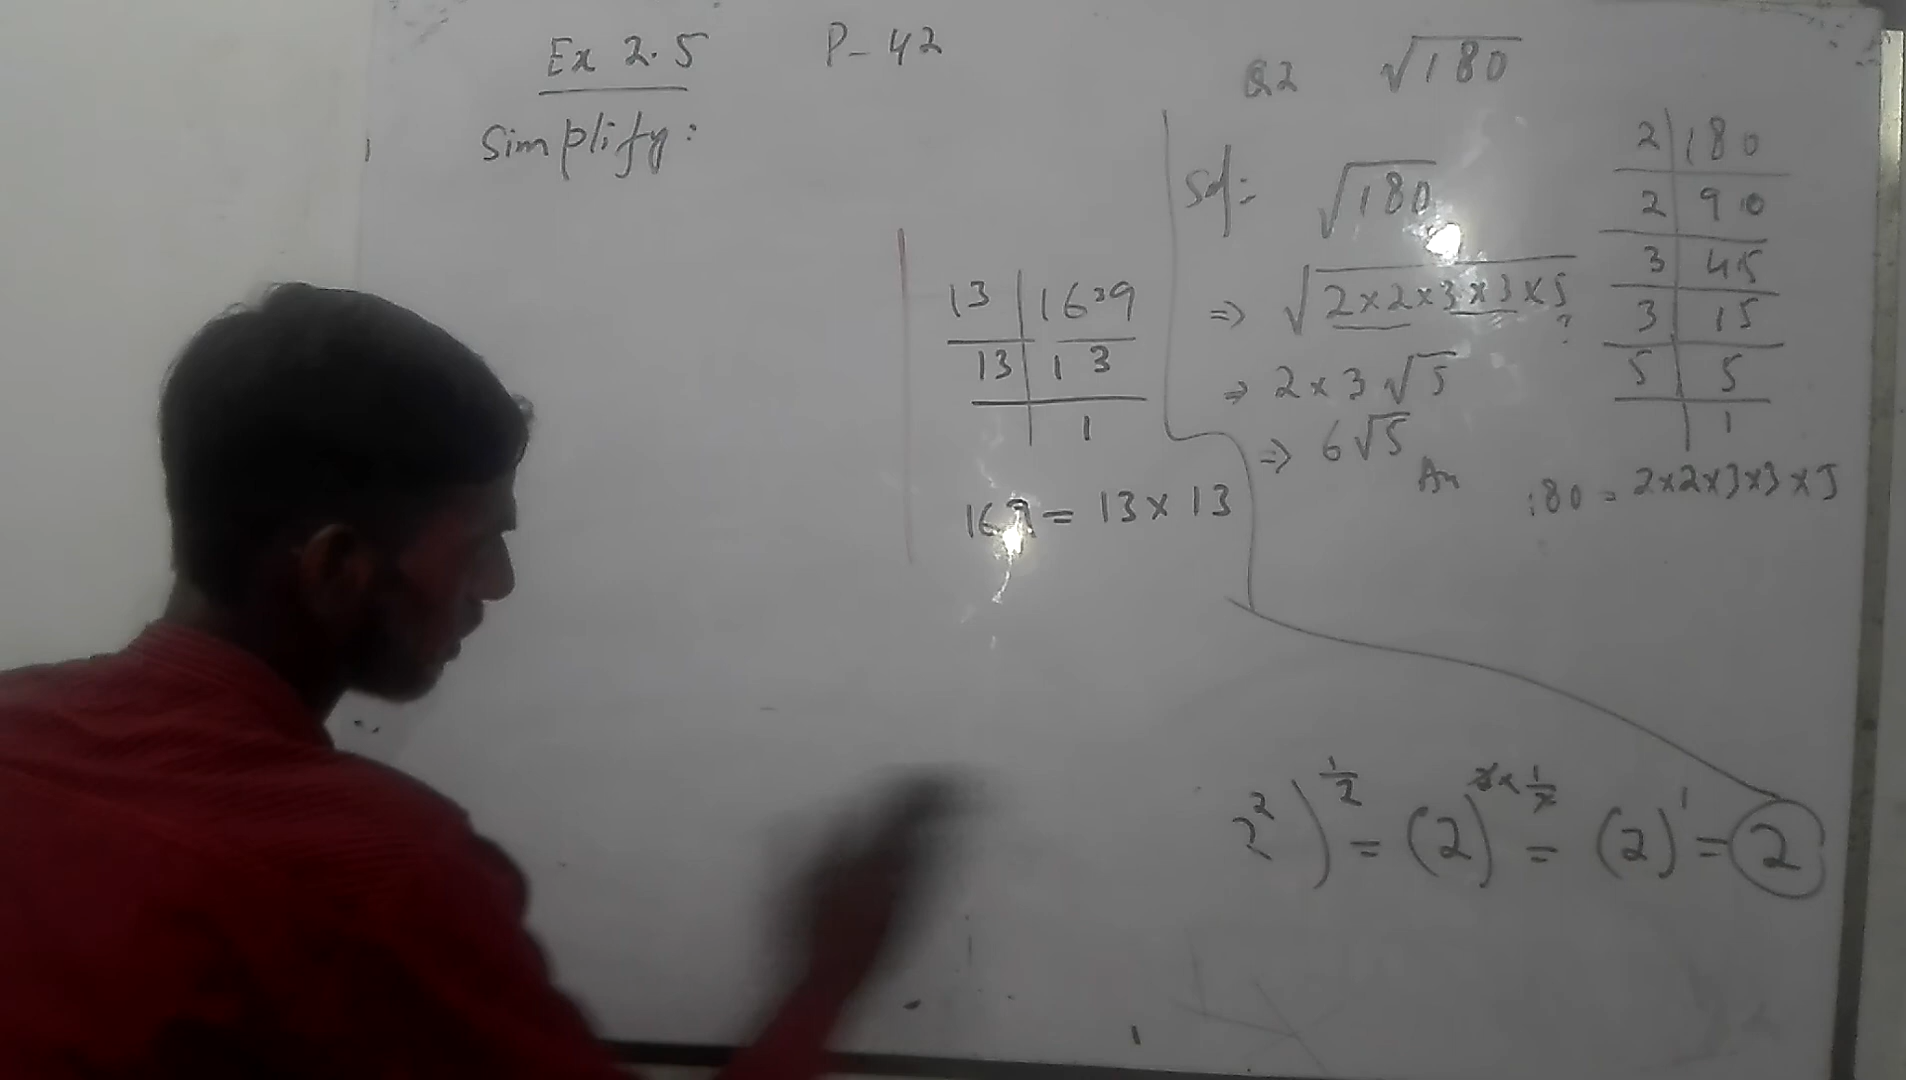 Ex 2.5 P-42
Simplify:
13 | 169
13 | 13
1
169 = 13 × 13
Q2 √180
Sol:
√180
⇒ √2×2×3×3×5
⇒ 2 × 3 √5
⇒ 6√5 An
2 | 180
2 | 90
3 | 45
3 | 15
5 | 5
1
180 = 2×2×3×3×5
2²)^1/2 = (2)^2×1/2 = (2)^1 = 2